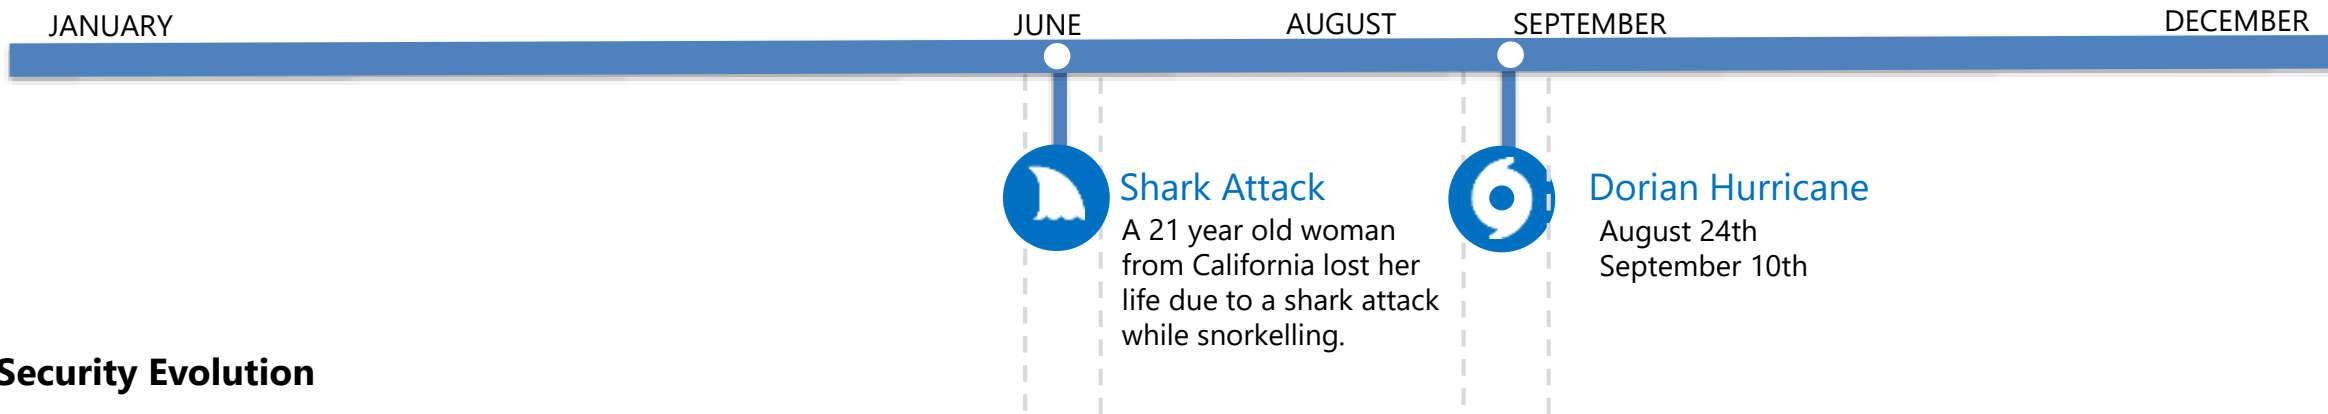 JANUARY
JUNE
AUGUST
SEPTEMBER
DECEMBER
Shark Attack
A 21 year old woman
from California lost her
life due to a shark attack
while snorkelling.
Dorian Hurricane
August 24th
September 10th
Security Evolution